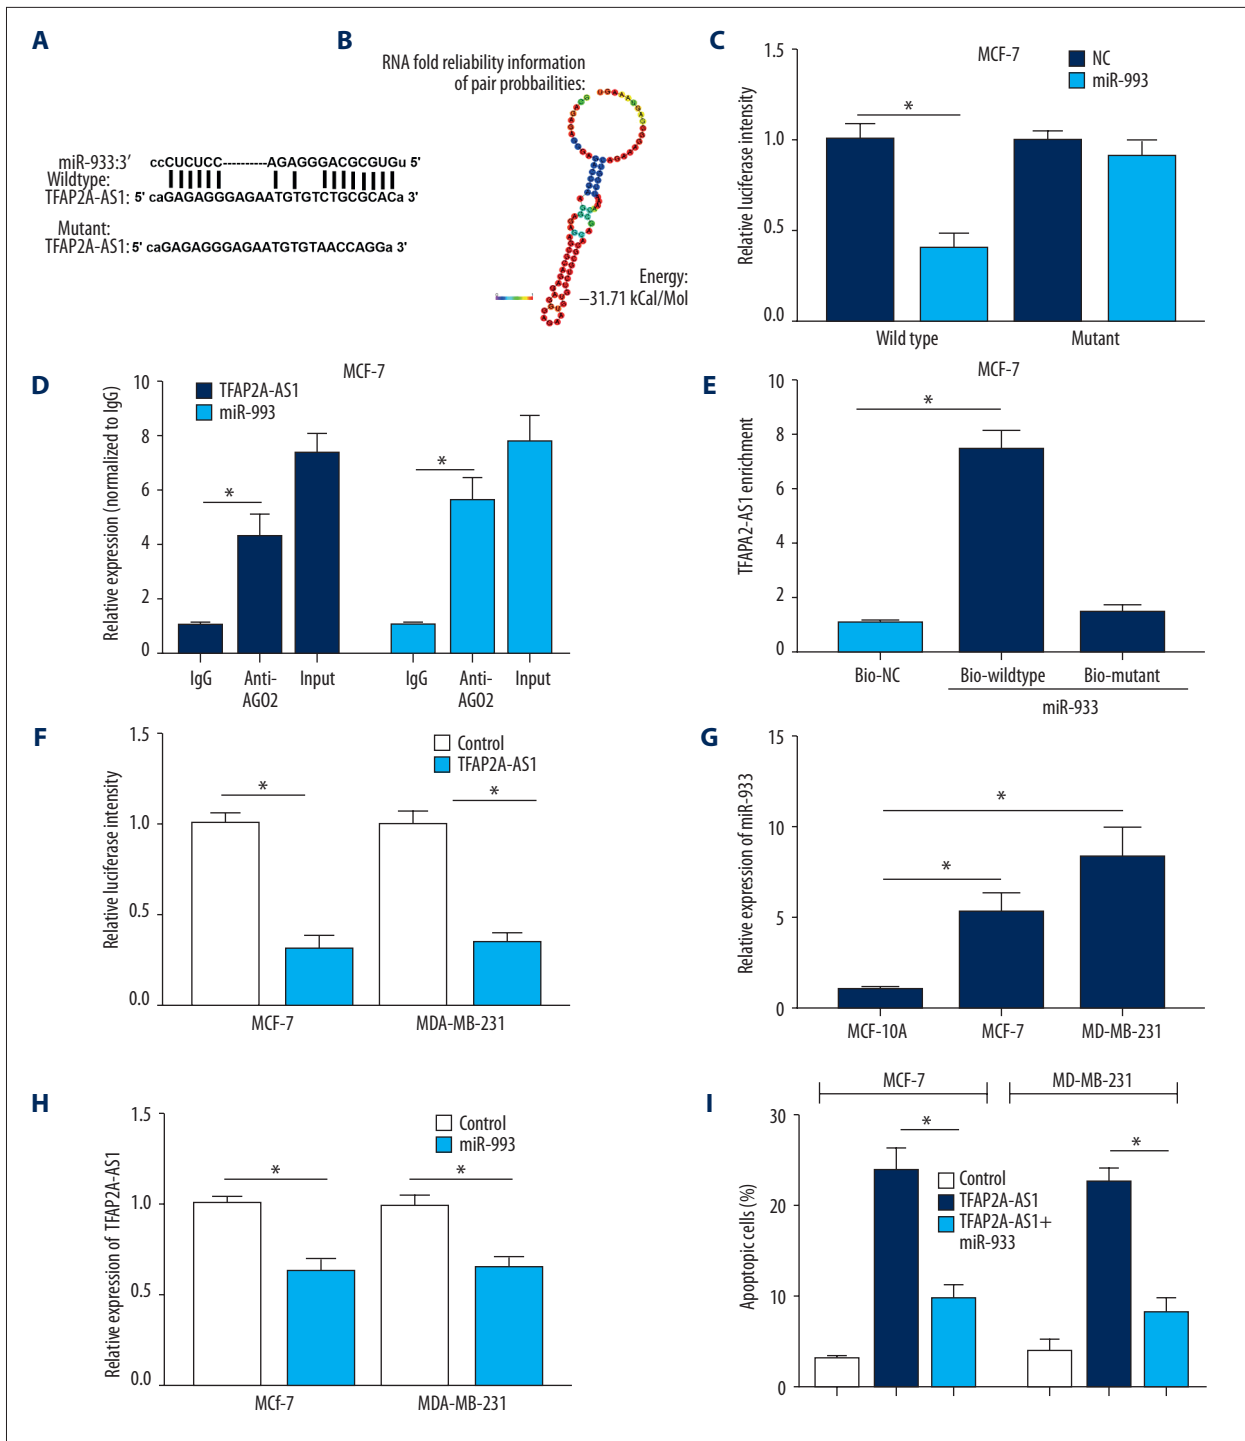 A
miR-933:3' ccCUCUCC----------AGAGGGACGCGUGu 5'
Wildtype:
TFAP2A-AS1: 5' caGAGAGGGAGAATGTGTCTGCGCACa 3'
Mutant:
TFAP2A-AS1: 5' caGAGAGGGAGAATGTGTAACCAGGa 3'
B
RNA fold reliability information
of pair probbailities:
Energy:
–31.71 kCal/Mol
C
MCF-7
NC
miR-993
Relative luciferase intensity
1.5
1.0
0.5
0.0
*
Wild type
Mutant
D
MCF-7
TFAP2A-AS1
miR-993
Relative expression (normalized to IgG)
10
8
6
4
2
0
*
*
IgG
Anti-
AGO2
Input
IgG
Anti-
AGO2
Input
E
MCF-7
TFAPA2-AS1 enrichment
10
8
6
4
2
0
*
Bio-NC
Bio-wildtype
Bio-mutant
miR-933
F
Control
TFAP2A-AS1
Relative luciferase intensity
1.5
1.0
0.5
0.0
*
*
MCF-7
MDA-MB-231
G
Relative expression of miR-933
15
10
5
0
*
*
MCF-10A
MCF-7
MD-MB-231
H
Control
miR-993
Relative expression of TFAP2A-AS1
1.5
1.0
0.5
0.0
*
*
MCf-7
MDA-MB-231
I
MCF-7
MD-MB-231
Control
TFAP2A-AS1
TFAP2A-AS1+
miR-933
Apoptopic cells (%)
30
20
10
0
*
*